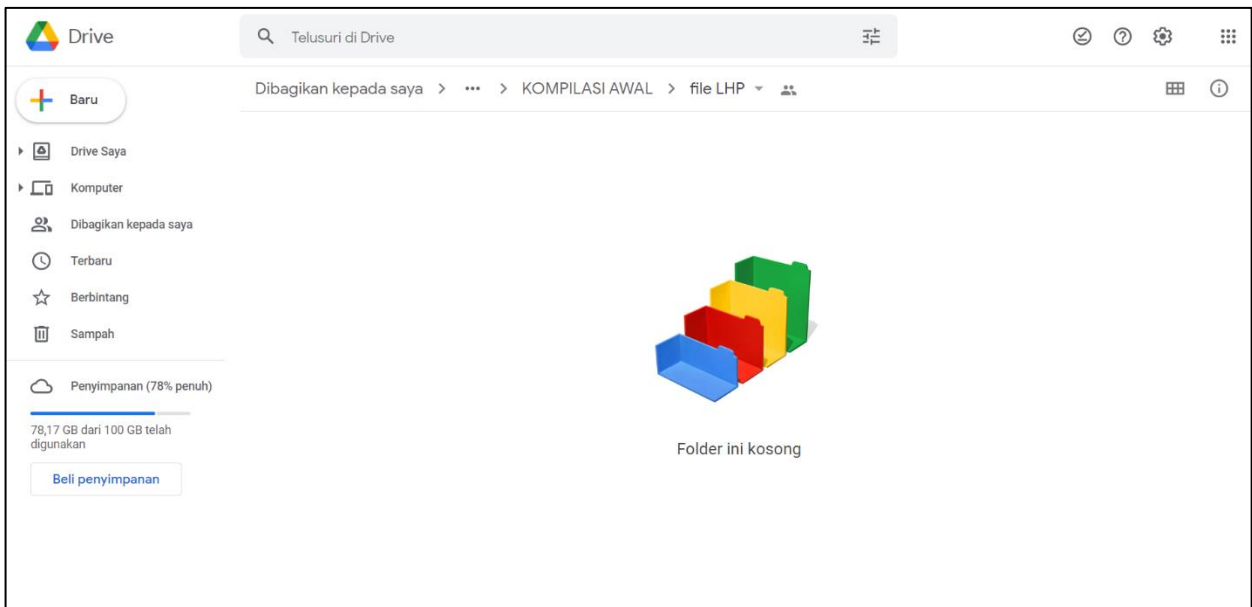 Drive
Telusuri di Drive
Baru
Dibagikan kepada saya > ••• > KOMPILASI AWAL > file LHP
Drive Saya
Komputer
Dibagikan kepada saya
Terbaru
Berbintang
Sampah
Penyimpanan (78% penuh)
78,17 GB dari 100 GB telah
digunakan
Beli penyimpanan
Folder ini kosong